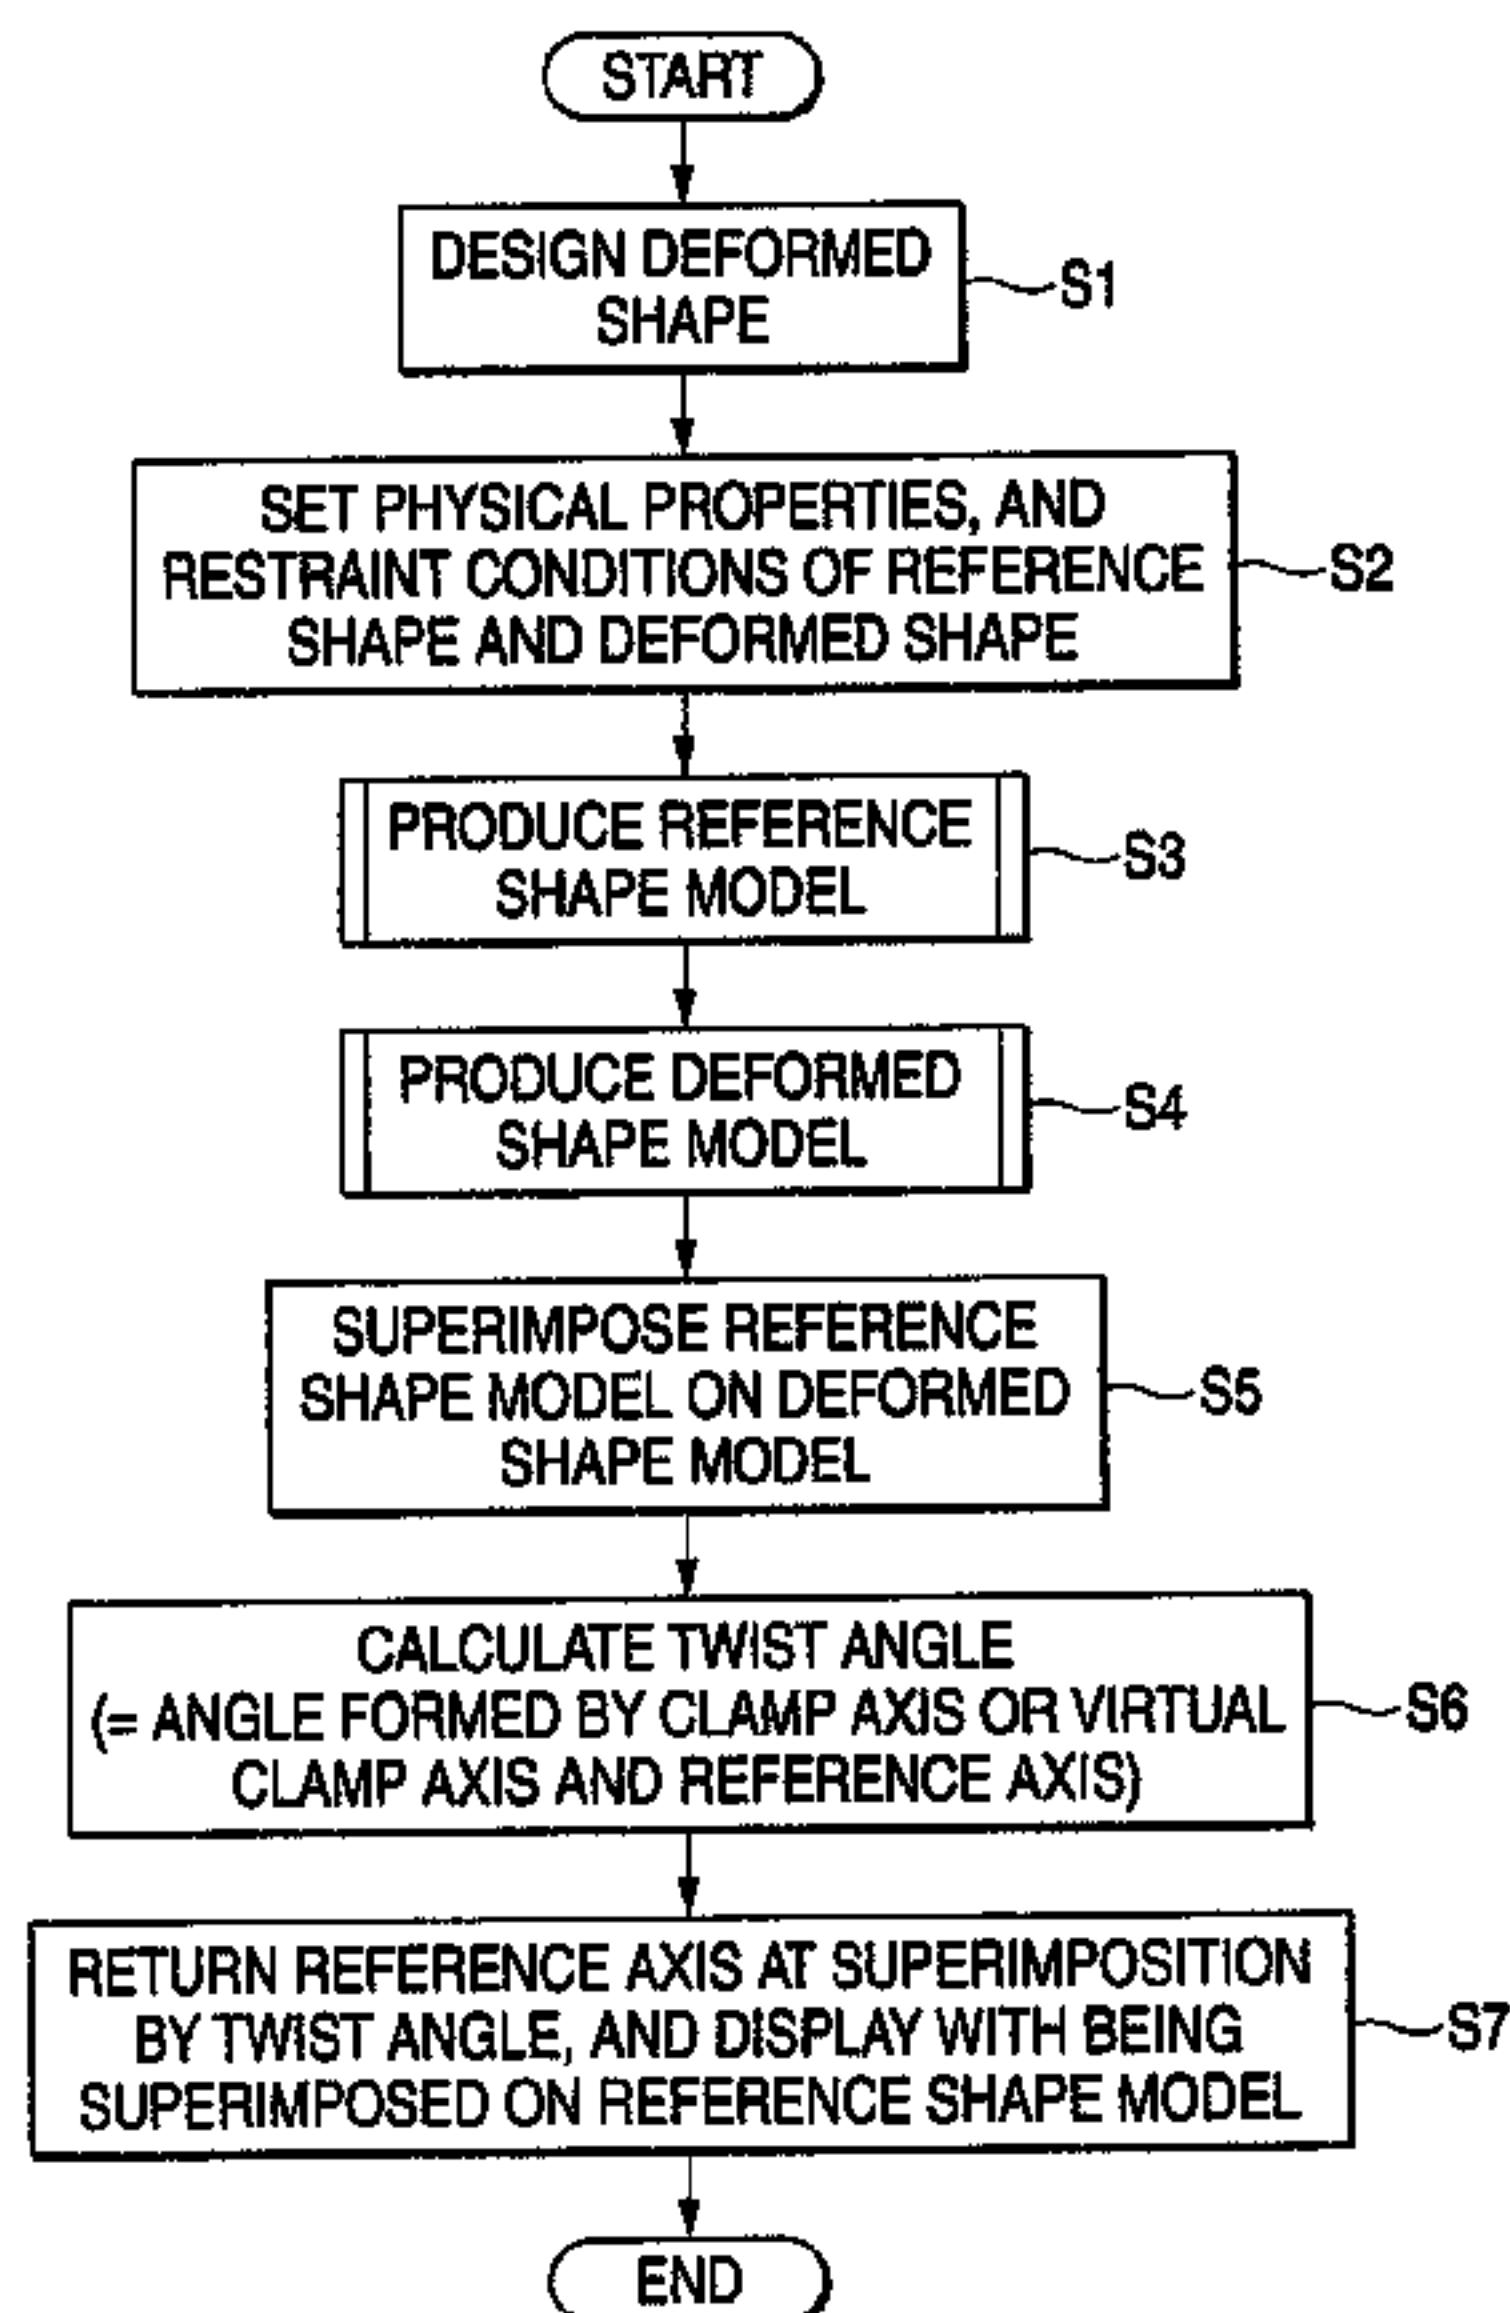 START
DESIGN DEFORMED
SHAPE
S1
SET PHYSICAL PROPERTIES, AND
RESTRAINT CONDITIONS OF REFERENCE
SHAPE AND DEFORMED SHAPE
S2
PRODUCE REFERENCE
SHAPE MODEL
S3
PRODUCE DEFORMED
SHAPE MODEL
S4
SUPERIMPOSE REFERENCE
SHAPE MODEL ON DEFORMED
SHAPE MODEL
S5
CALCULATE TWIST ANGLE
(= ANGLE FORMED BY CLAMP AXIS OR VIRTUAL
CLAMP AXIS AND REFERENCE AXIS)
S6
RETURN REFERENCE AXIS AT SUPERIMPOSITION
BY TWIST ANGLE, AND DISPLAY WITH BEING
SUPERIMPOSED ON REFERENCE SHAPE MODEL
S7
END